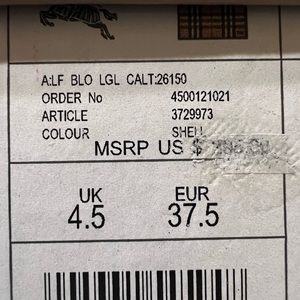 A:LF BLO LGL CALT:26150
ORDER No 4500121021
ARTICLE 3729973
COLOUR SHELL
MSRP US $
UK EUR
4.5 37.5